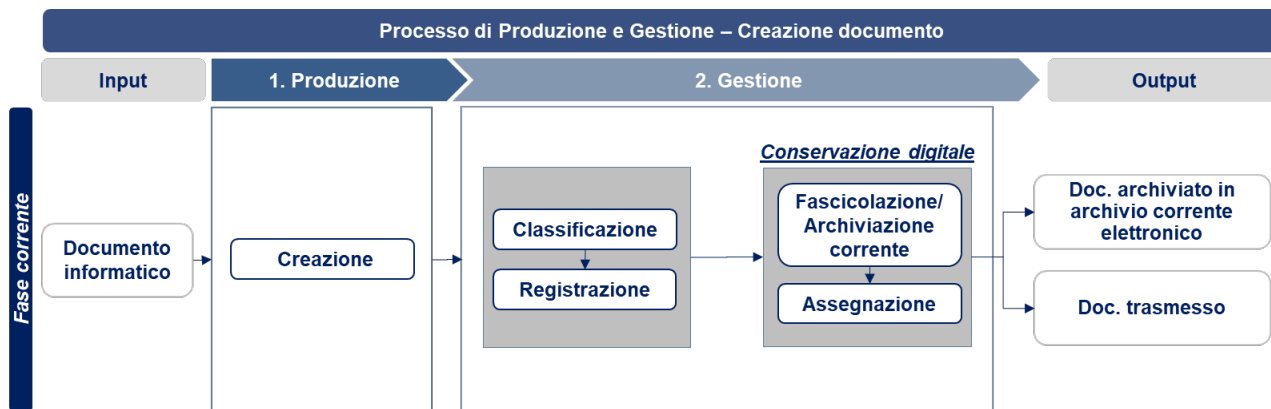 Processo di Produzione e Gestione – Creazione documento
Input
1. Produzione
2. Gestione
Output
Fase corrente
Documento
informatico
Creazione
Classificazione
Registrazione
Conservazione digitale
Fascicolazione/
Archiviazione
corrente
Assegnazione
Doc. archiviato in
archivio corrente
elettronico
Doc. trasmesso